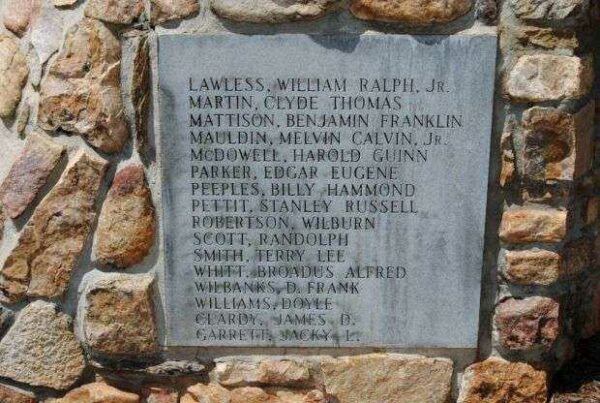 LAWLESS, WILLIAM RALPH, JR.
MARTIN, CLYDE THOMAS
MATTISON, BENJAMIN FRANKLIN
MAULDIN, MELVIN CALVIN, JR.
McDOWELL, HAROLD GUINN
PARKER, EDGAR EUGENE
PEEPLES, BILLY HAMMOND
PETTIT, STANLEY RUSSELL
ROBERTSON, WILBURN
SCOTT, RANDOLPH
SMITH, TERRY LEE
WHITT, BROADUS ALFRED
WILBANKS, D. FRANK
WILLIAMS, DOYLE
CLARDY, JAMES D.
GARRETT, JACKY L.